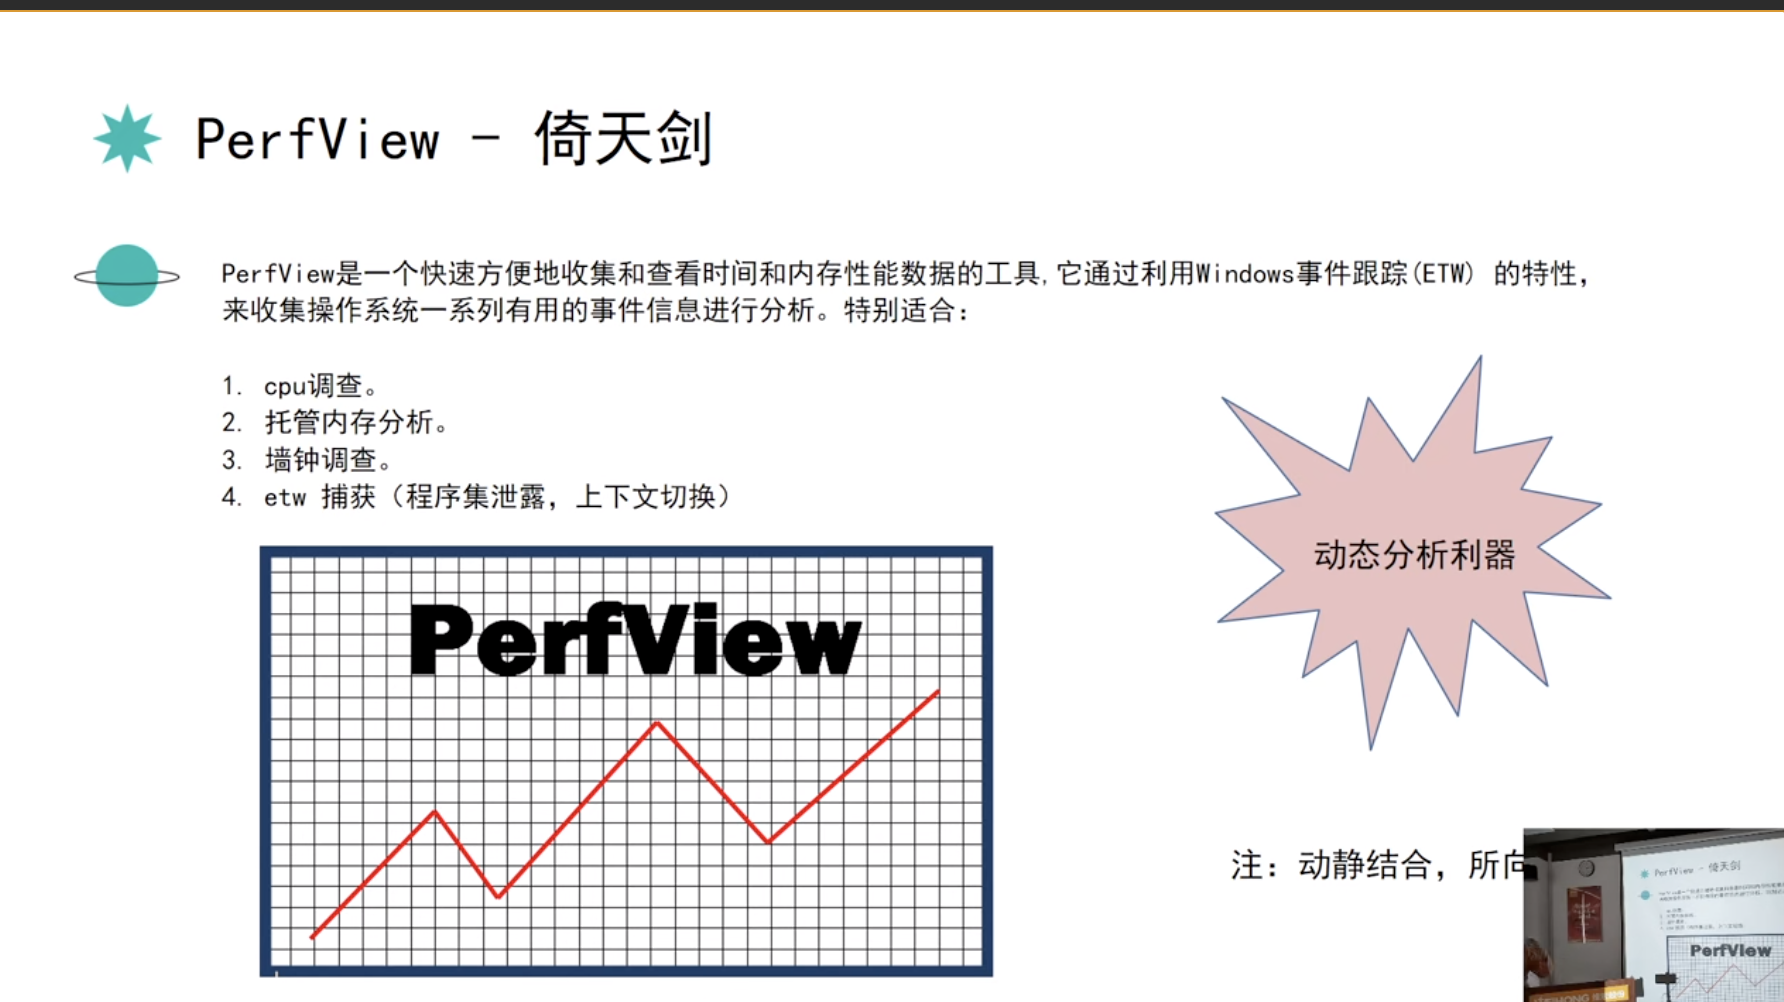 PerfView - 倚天剑
PerfView是一个快速方便地收集和查看时间和内存性能数据的工具,它通过利用Windows事件跟踪(ETW) 的特性,
来收集操作系统一系列有用的事件信息进行分析。特别适合:
1. cpu调查。
2. 托管内存分析。
3. 墙钟调查。
4. etw 捕获（程序集泄露，上下文切换）
PerfView
动态分析利器
注: 动静结合，所向
PerfView - 倚天剑
PerfView